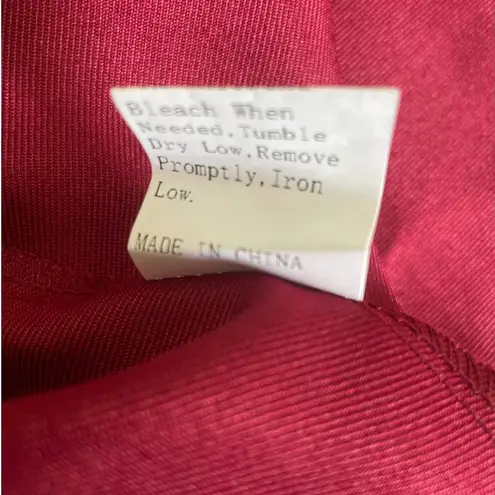 Bleach When
Needed,Tumble
Dry Low,Remove
Promptly,Iron
Low.
MADE IN CHINA